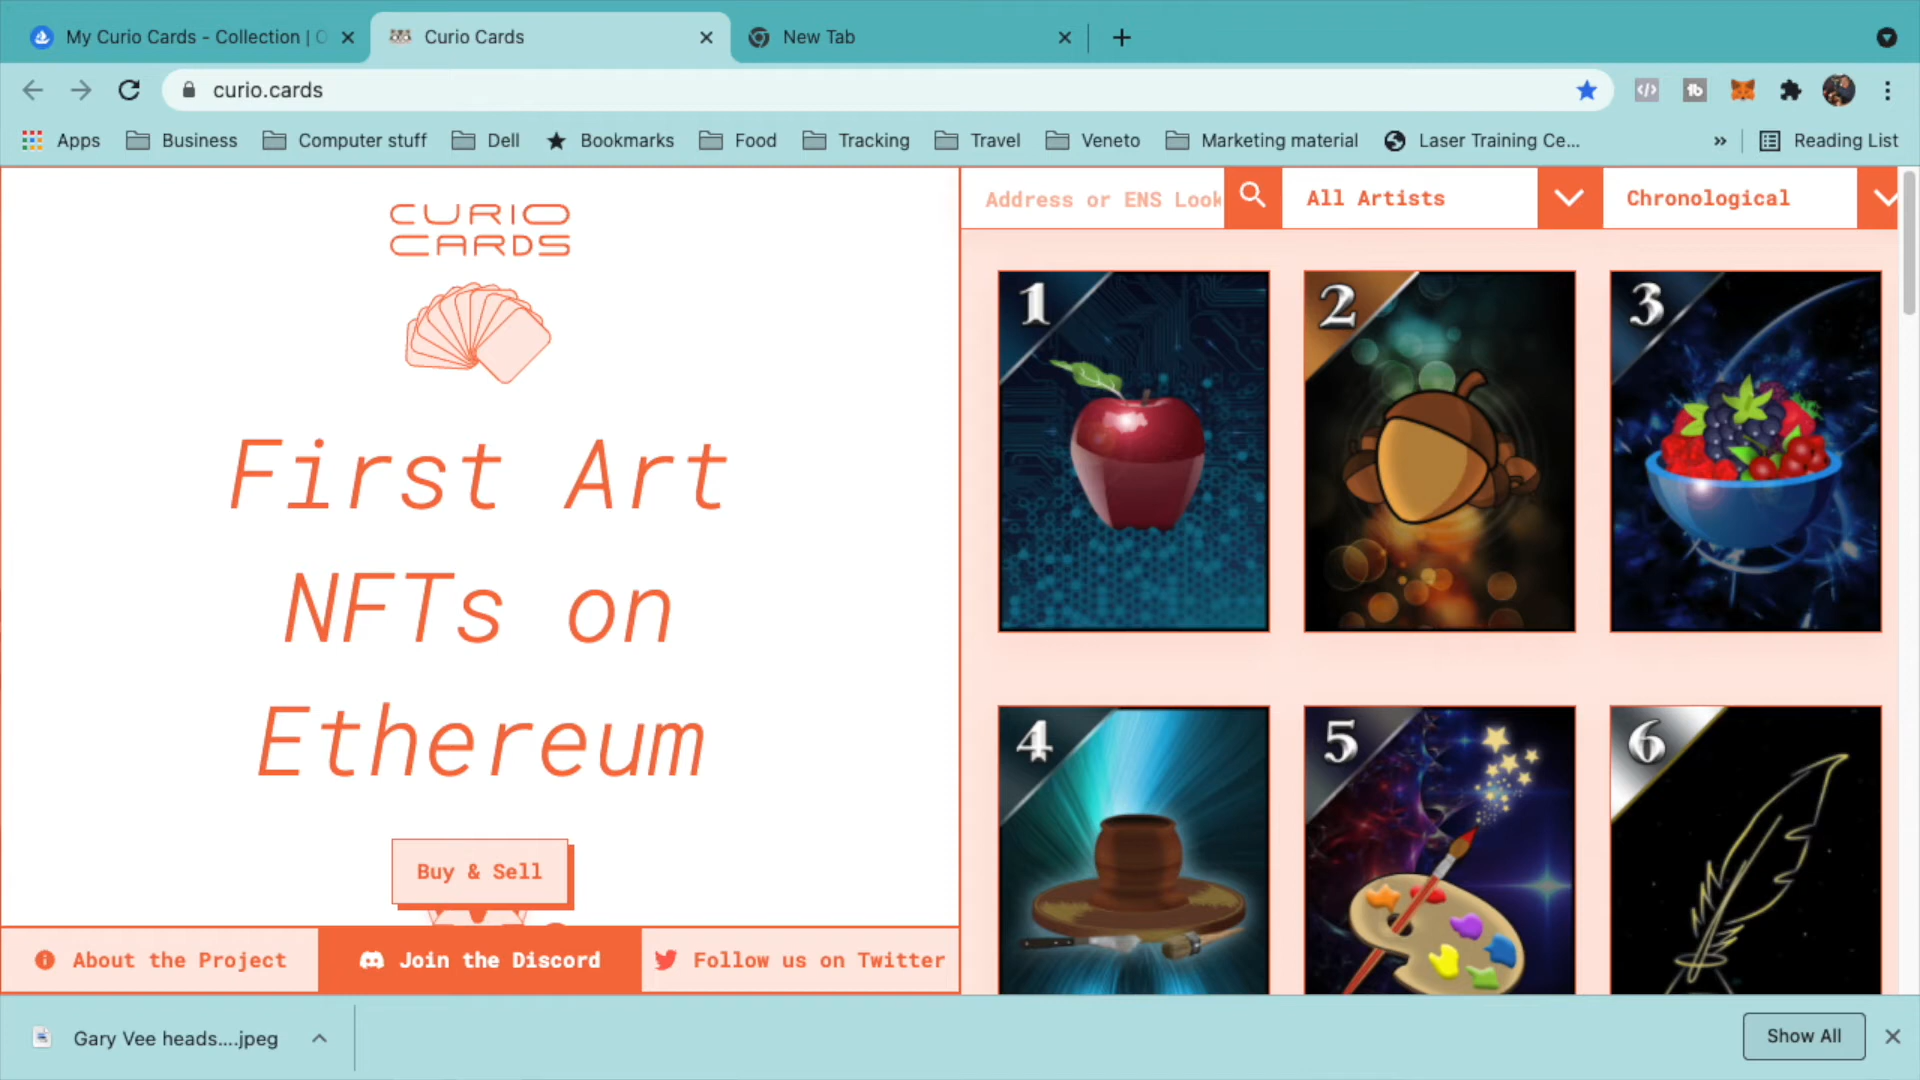 My Curio Cards - Collection | O
Curio Cards
New Tab
curio.cards
Apps
Business
Computer stuff
Dell
Bookmarks
Food
Tracking
Travel
Veneto
Marketing material
Laser Training Ce...
»
Reading List
CURIO
CARDS
First Art
NFTs on
Ethereum
Buy & Sell
About the Project
Join the Discord
Follow us on Twitter
Address or ENS Look
All Artists
Chronological
1
2
3
4
5
6
Gary Vee heads....jpeg
Show All